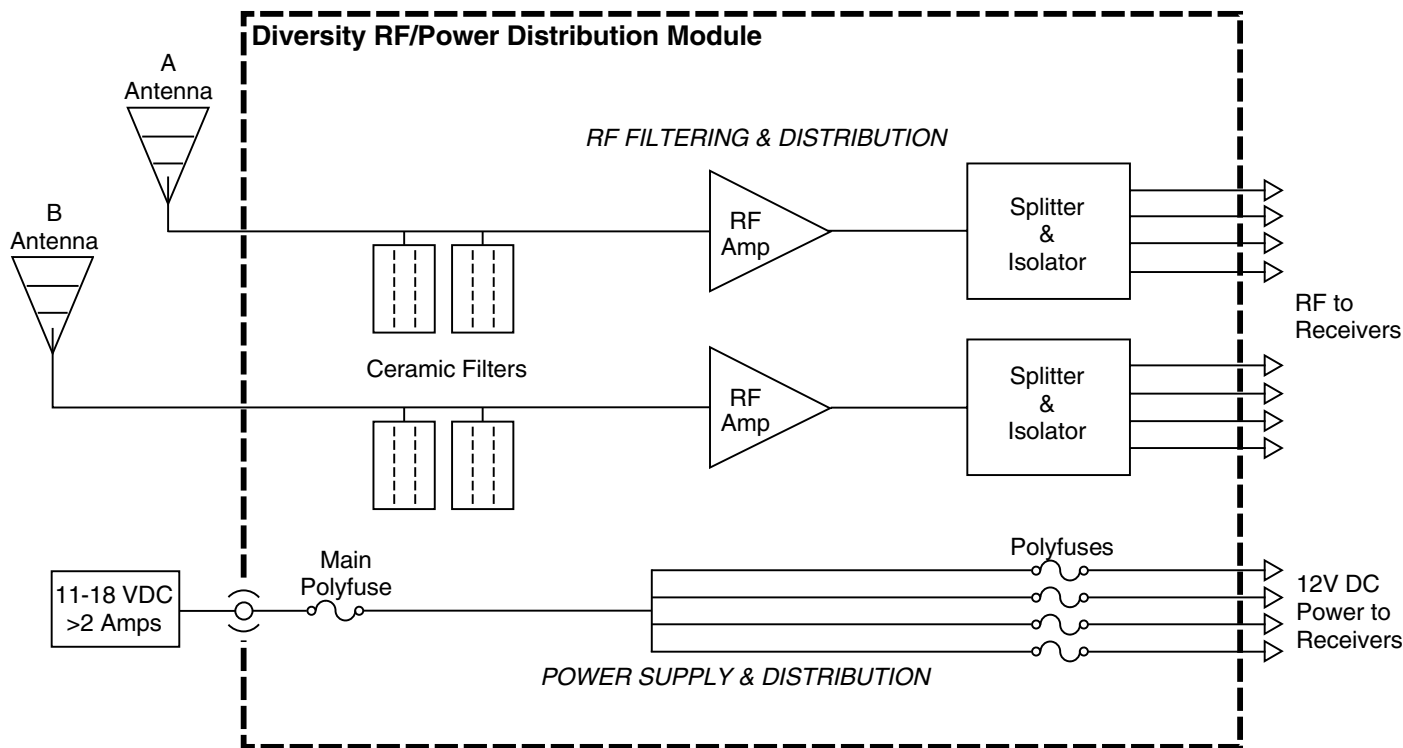 Diversity RF/Power Distribution Module
A
Antenna
B
Antenna
RF FILTERING & DISTRIBUTION
RF
Amp
Splitter
&
Isolator
Ceramic Filters
RF
Amp
Splitter
&
Isolator
RF to
Receivers
11-18 VDC
>2 Amps
Main
Polyfuse
Polyfuses
12V DC
Power to
Receivers
POWER SUPPLY & DISTRIBUTION